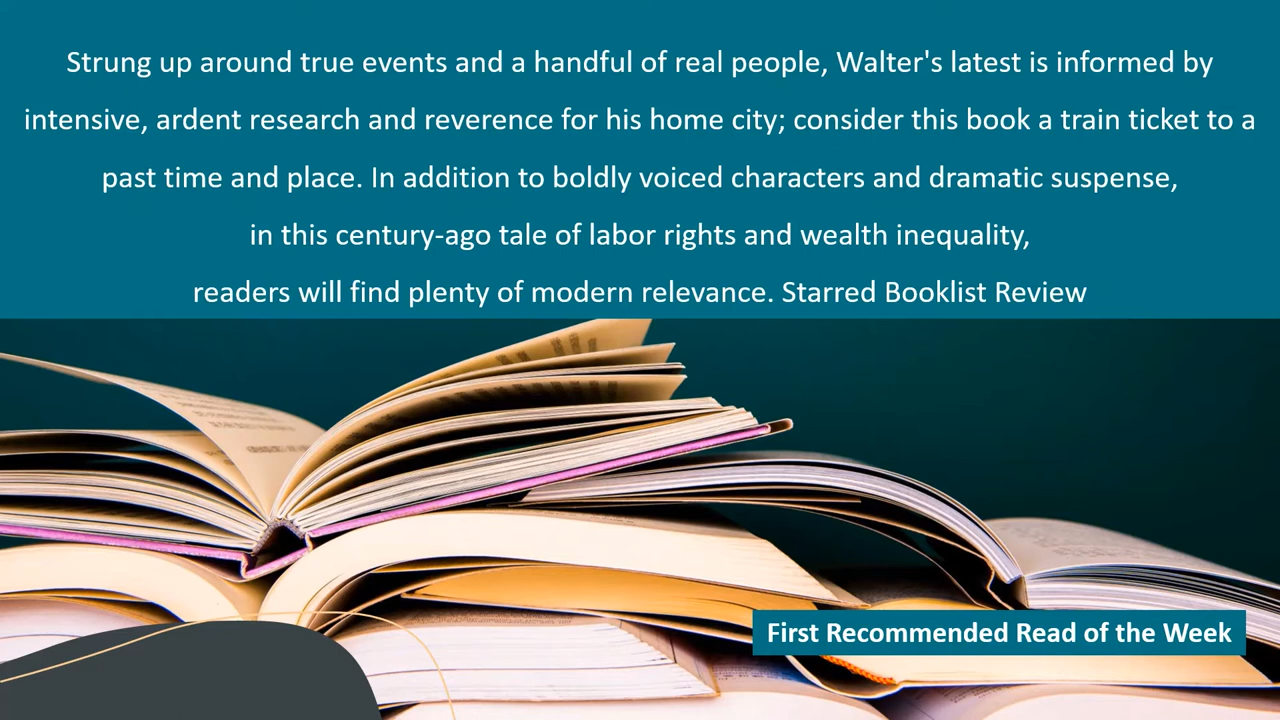 Strung up around true events and a handful of real people, Walter's latest is informed by
intensive, ardent research and reverence for his home city; consider this book a train ticket to a
past time and place. In addition to boldly voiced characters and dramatic suspense,
in this century-ago tale of labor rights and wealth inequality,
readers will find plenty of modern relevance. Starred Booklist Review
First Recommended Read of the Week